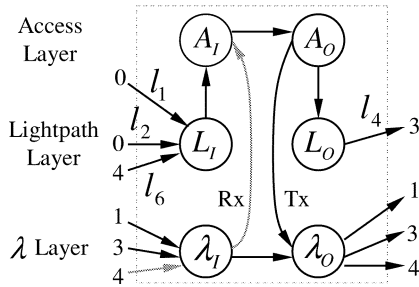 Access
Layer
A_I
A_O
0
l_1
l_2
Lightpath
Layer
0
4
L_I
L_O
l_4
3
l_6
Rx
Tx
1
λ Layer
3
4
λ_I
λ_O
1
3
4